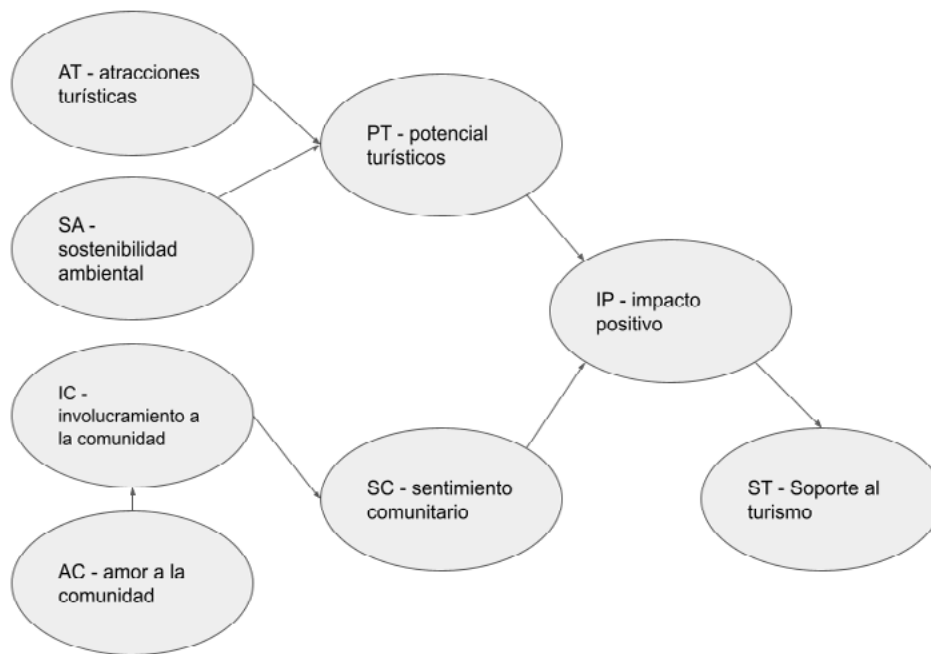 AT - atracciones
turísticas
PT - potencial
turísticos
SA -
sostenibilidad
ambiental
IP - impacto
positivo
IC -
involucramiento a
la comunidad
SC - sentimiento
comunitario
ST - Soporte al
turismo
AC - amor a la
comunidad